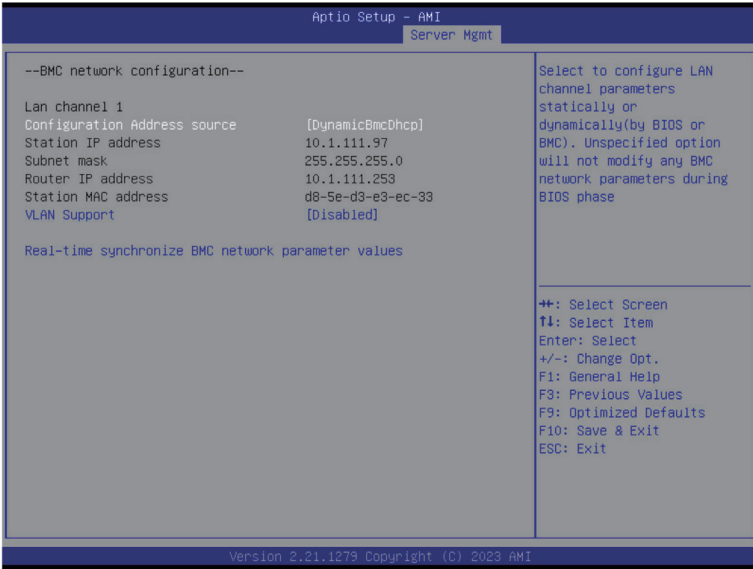 Aptio Setup – AMI
Server Mgmt
--BMC network configuration--
Lan channel 1
Configuration Address source [DynamicBmcDhcp]
Station IP address 10.1.111.97
Subnet mask 255.255.255.0
Router IP address 10.1.111.253
Station MAC address d8-5e-d3-e3-ec-33
VLAN Support [Disabled]
Real-time synchronize BMC network parameter values
Select to configure LAN
channel parameters
statically or
dynamically(by BIOS or
BMC). Unspecified option
will not modify any BMC
network parameters during
BIOS phase
→←: Select Screen
↑↓: Select Item
Enter: Select
+/-: Change Opt.
F1: General Help
F3: Previous Values
F9: Optimized Defaults
F10: Save & Exit
ESC: Exit
Version 2.21.1279 Copyright (C) 2023 AMI